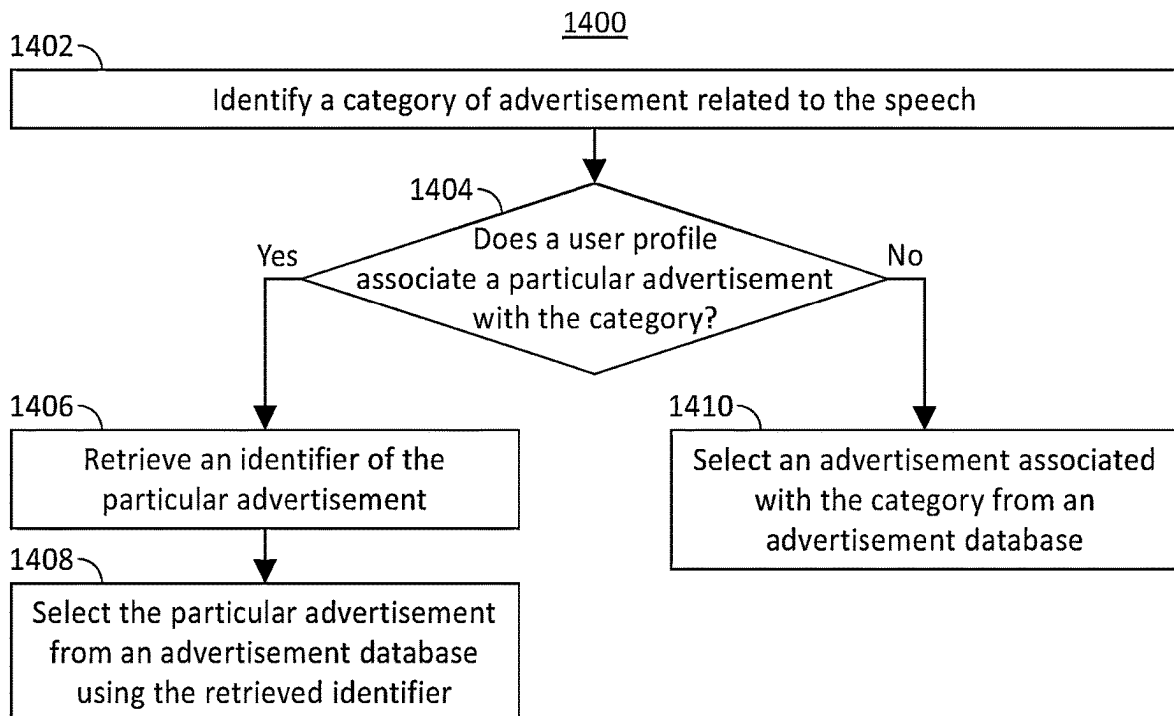 1400
1402
Identify a category of advertisement related to the speech
1404
Does a user profile
associate a particular advertisement
with the category?
Yes
No
1406
Retrieve an identifier of the
particular advertisement
1408
Select the particular advertisement
from an advertisement database
using the retrieved identifier
1410
Select an advertisement associated
with the category from an
advertisement database